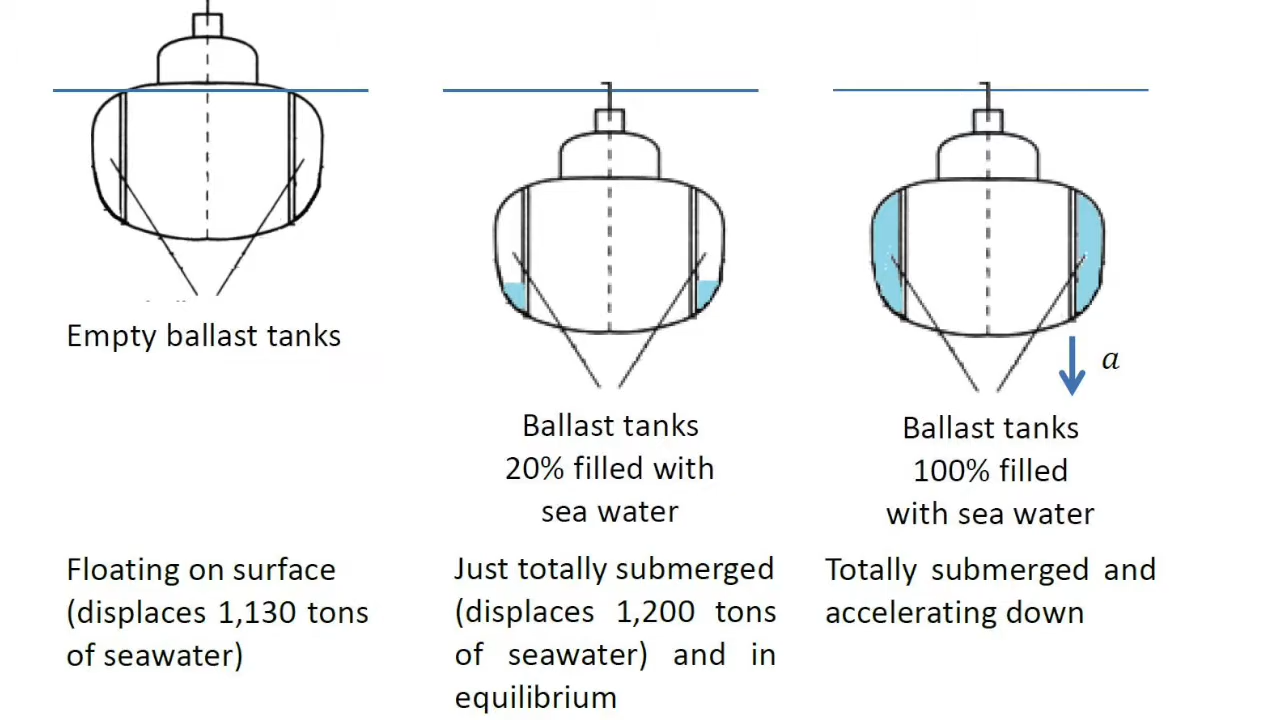 Empty ballast tanks
Ballast tanks
20% filled with
sea water
Ballast tanks
100% filled
with sea water
a
Floating on surface
(displaces 1,130 tons
of seawater)
Just totally submerged
(displaces 1,200 tons
of seawater) and in
equilibrium
Totally submerged and
accelerating down